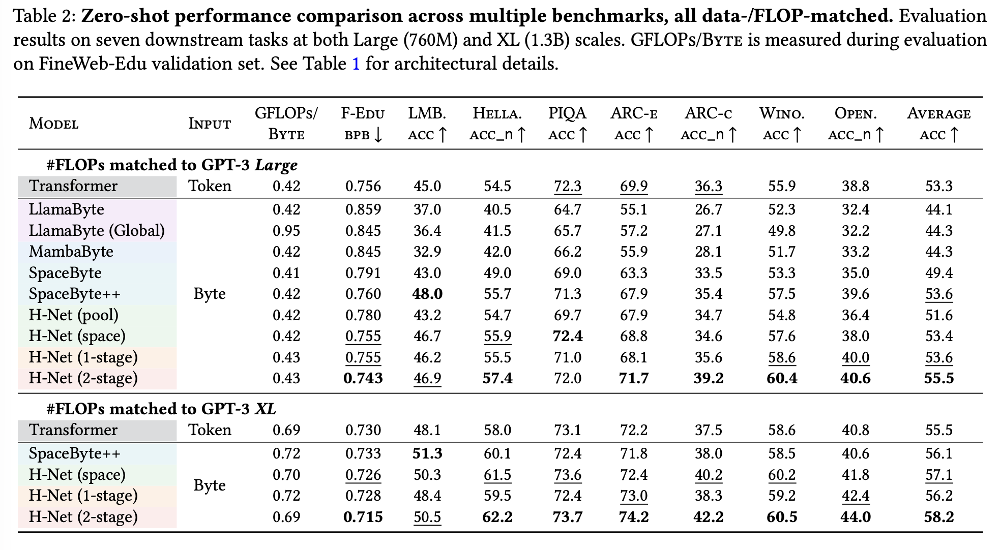 Table 2: Zero-shot performance comparison across multiple benchmarks, all data-/FLOP-matched. Evaluation
results on seven downstream tasks at both Large (760M) and XL (1.3B) scales. GFLOPs/Byte is measured during evaluation
on FineWeb-Edu validation set. See Table 1 for architectural details.
Model Input GFLOPs/ Byte F-Edu bpb ↓ LMB. acc ↑ Hella. acc_n ↑ PIQA acc ↑ ARC-e acc ↑ ARC-c acc_n ↑ Wino. acc ↑ Open. acc_n ↑ Average acc ↑
#FLOPs matched to GPT-3 Large
Transformer Token 0.42 0.756 45.0 54.5 72.3 69.9 36.3 55.9 38.8 53.3
LlamaByte 0.42 0.859 37.0 40.5 64.7 55.1 26.7 52.3 32.4 44.1
LlamaByte (Global) 0.95 0.845 36.4 41.5 65.7 57.2 27.1 49.8 32.2 44.3
MambaByte 0.42 0.845 32.9 42.0 66.2 55.9 28.1 51.7 33.2 44.3
SpaceByte 0.41 0.791 43.0 49.0 69.0 63.3 33.5 53.3 35.0 49.4
SpaceByte++ Byte 0.42 0.760 48.0 55.7 71.3 67.9 35.4 57.5 39.6 53.6
H-Net (pool) 0.42 0.780 43.2 54.7 69.7 67.9 34.7 54.8 36.4 51.6
H-Net (space) 0.42 0.755 46.7 55.9 72.4 68.8 34.6 57.6 38.0 53.4
H-Net (1-stage) 0.43 0.755 46.2 55.5 71.0 68.1 35.6 58.6 40.0 53.6
H-Net (2-stage) 0.43 0.743 46.9 57.4 72.0 71.7 39.2 60.4 40.6 55.5
#FLOPs matched to GPT-3 XL
Transformer Token 0.69 0.730 48.1 58.0 73.1 72.2 37.5 58.6 40.8 55.5
SpaceByte++ 0.72 0.733 51.3 60.1 72.4 71.8 38.0 58.5 40.6 56.1
H-Net (space) Byte 0.70 0.726 50.3 61.5 73.6 72.4 40.2 60.2 41.8 57.1
H-Net (1-stage) 0.72 0.728 48.4 59.5 72.4 73.0 38.3 59.2 42.4 56.2
H-Net (2-stage) 0.69 0.715 50.5 62.2 73.7 74.2 42.2 60.5 44.0 58.2